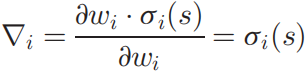 ∇i = ∂wi · σi(s) / ∂wi = σi(s)